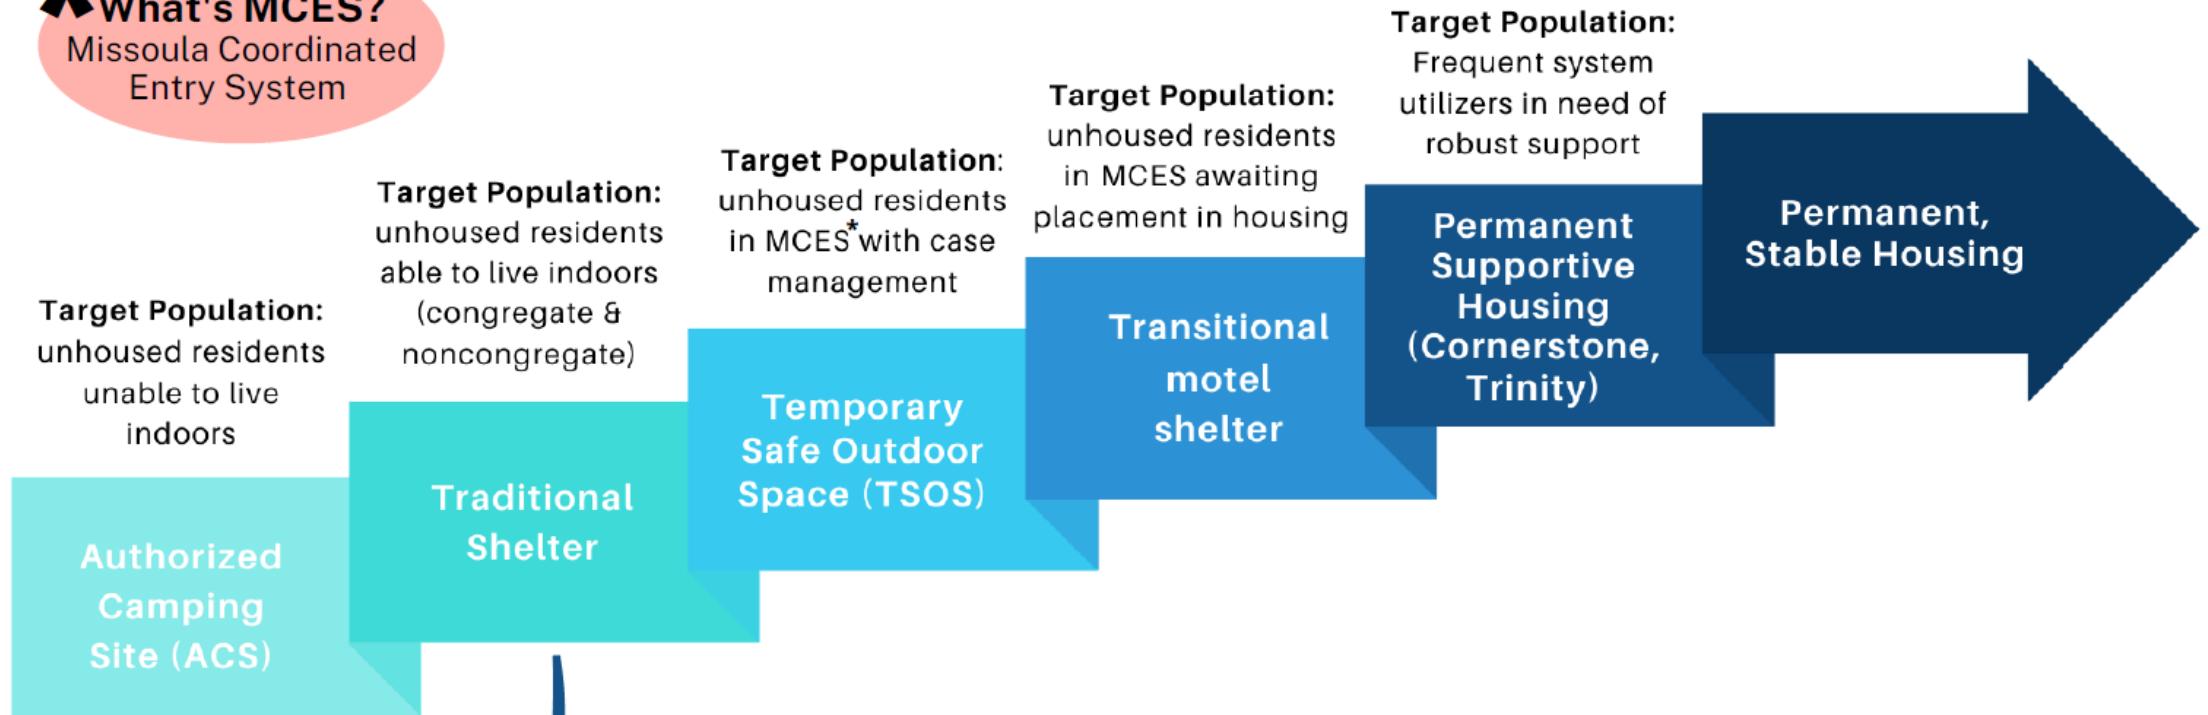 *What's MCES?
Missoula Coordinated
Entry System
Target Population:
unhoused residents
unable to live
indoors
Authorized
Camping
Site (ACS)
Target Population:
unhoused residents
able to live indoors
(congregate &
noncongregate)
Traditional
Shelter
Target Population:
unhoused residents
in MCES* with case
management
Temporary
Safe Outdoor
Space (TSOS)
Target Population:
unhoused residents
in MCES awaiting
placement in housing
Transitional
motel
shelter
Target Population:
Frequent system
utilizers in need of
robust support
Permanent
Supportive
Housing
(Cornerstone,
Trinity)
Permanent,
Stable Housing